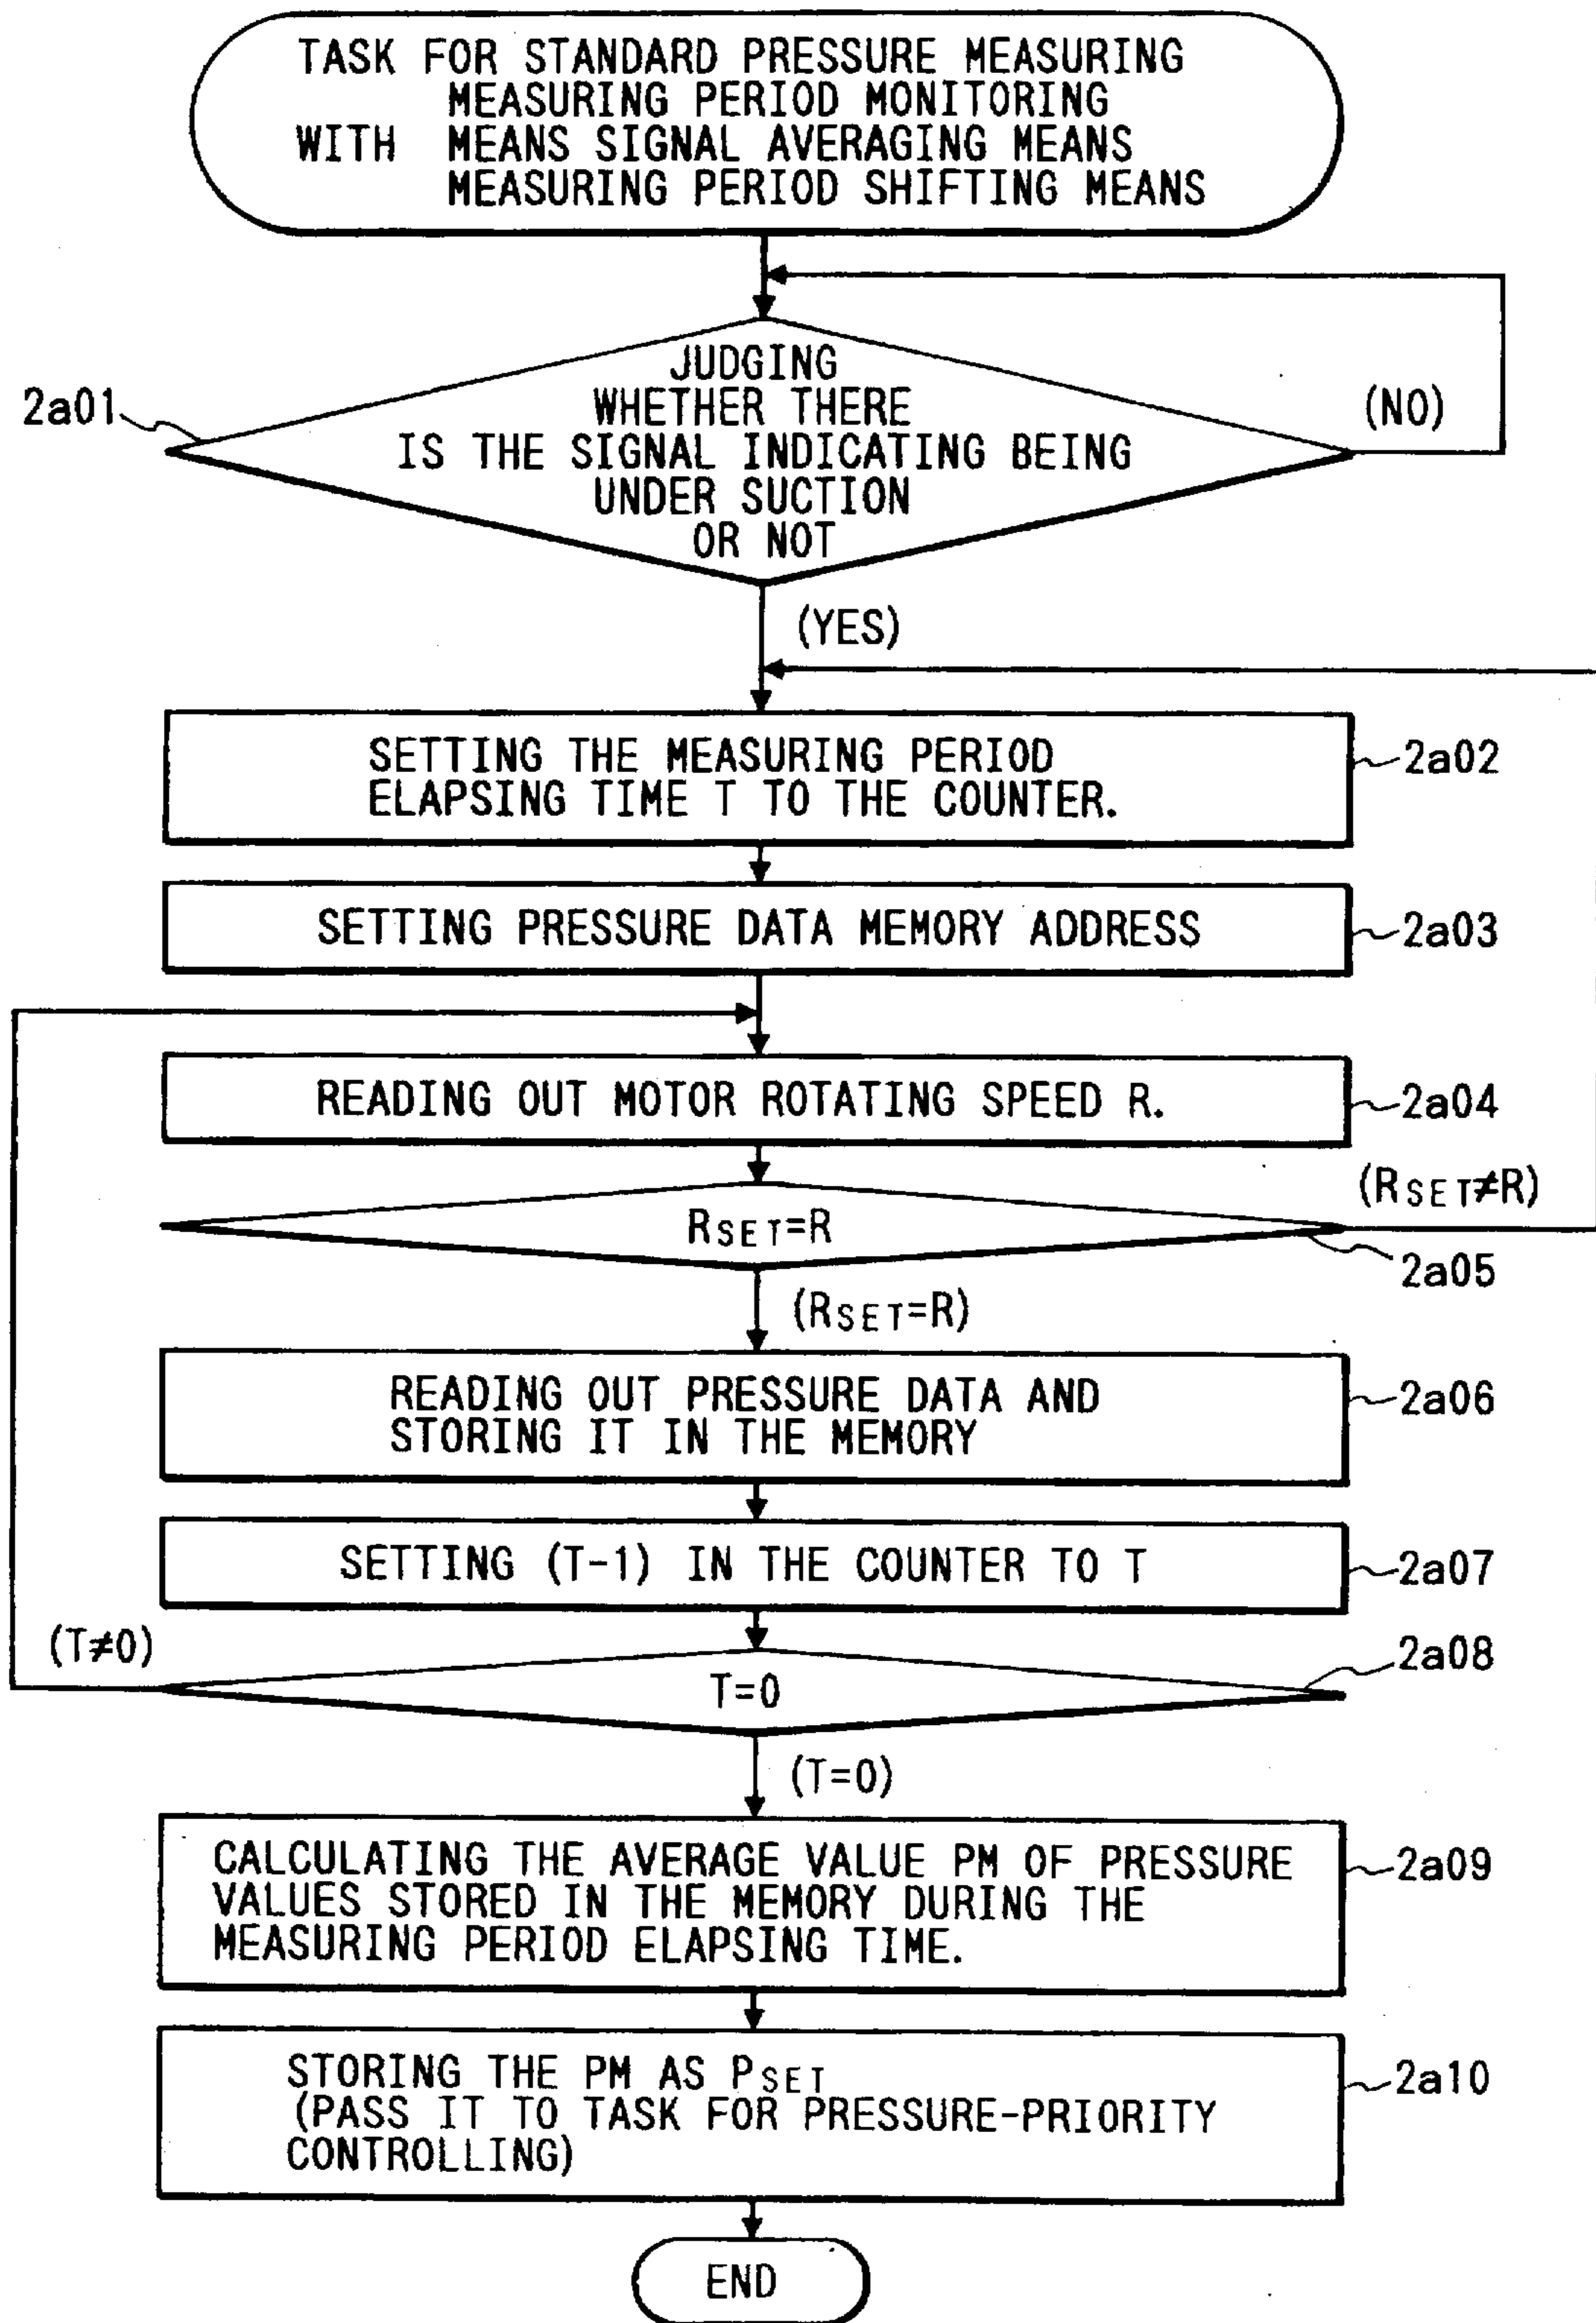 TASK FOR STANDARD PRESSURE MEASURING
MEASURING PERIOD MONITORING
WITH MEANS SIGNAL AVERAGING MEANS
MEASURING PERIOD SHIFTING MEANS
JUDGING
WHETHER THERE
2a01
(NO)
IS THE SIGNAL INDICATING BEING
UNDER SUCTION
OR NOT
(YES)
SETTING THE MEASURING PERIOD
ELAPSING TIME T TO THE COUNTER.
2a02
SETTING PRESSURE DATA MEMORY ADDRESS
2a03
READING OUT MOTOR ROTATING SPEED R.
2a04
(RSET≠R)
RSET=R
2a05
(RSET=R)
READING OUT PRESSURE DATA AND
STORING IT IN THE MEMORY
2a06
SETTING (T-1) IN THE COUNTER TO T
2a07
(T≠0)
2a08
T=0
(T=0)
CALCULATING THE AVERAGE VALUE PM OF PRESSURE
VALUES STORED IN THE MEMORY DURING THE
MEASURING PERIOD ELAPSING TIME.
2a09
STORING THE PM AS PSET
(PASS IT TO TASK FOR PRESSURE-PRIORITY
CONTROLLING)
2a10
END